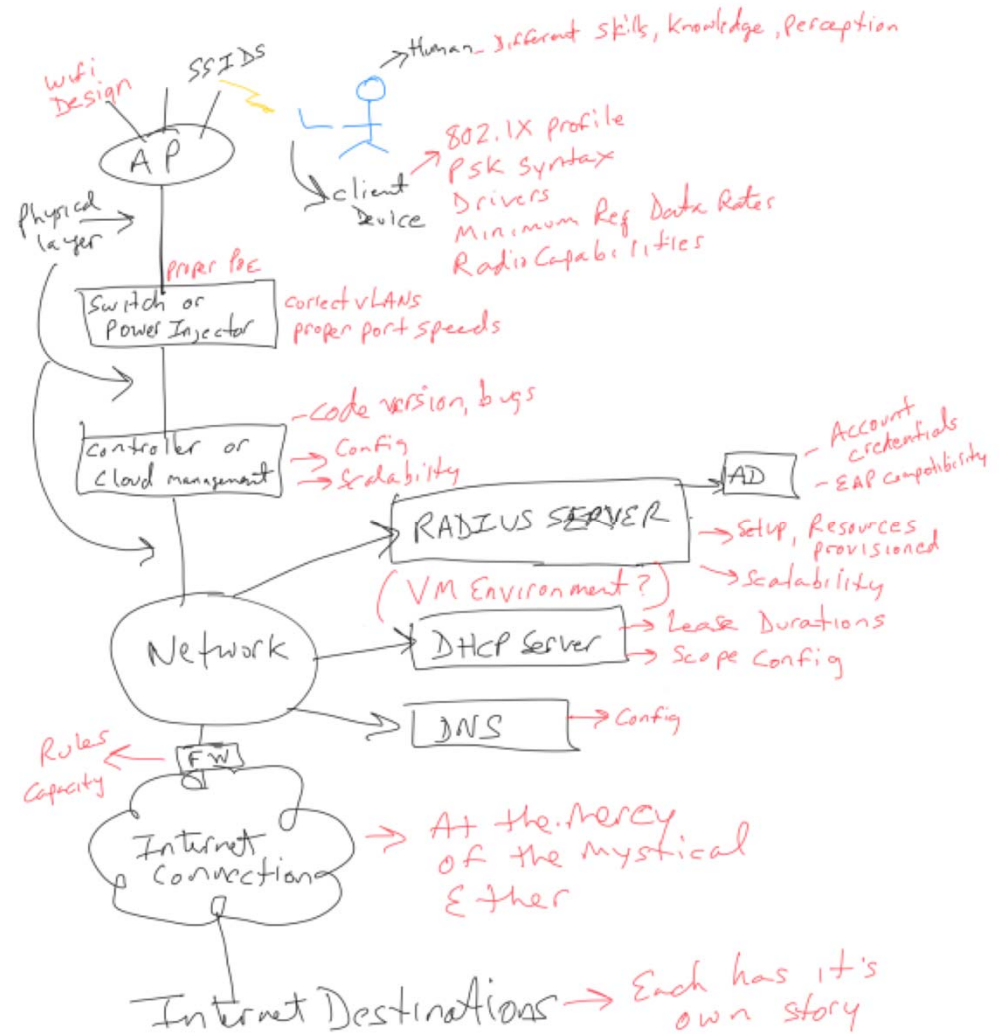 Human - Different skills, knowledge, perception
SSIDS
wifi
Design
AP
802.1X profile
PSK Syntax
Drivers
Minimum Req Data Rates
Radio Capabilities
client
Device
Physical
layer
Proper PoE
Switch or
Power Injector
correct vLANs
proper port speeds
- Code version, bugs
Config
Scalability
Controller or
Cloud management
AD
- Account
credentials
- EAP Compatibility
RADIUS SERVER
Setup, Resources
provisioned
Scalability
(VM Environment?)
Network
DHCP Server
Lease Durations
Scope Config
DNS
Config
FW
Rules
Capacity
Internet
Connection
At the Mercy
of the Mystical
Ether
Internet Destinations
Each has it's
own story